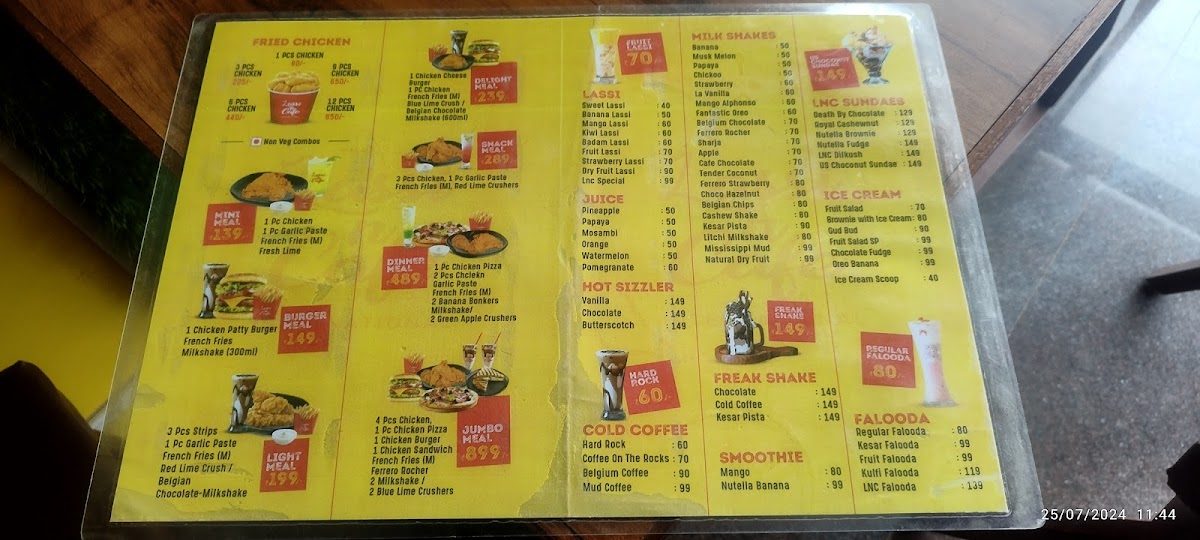 FRIED CHICKEN
1 PCS CHICKEN
80/-
3 PCS
CHICKEN
225/-
9 PCS
CHICKEN
650/-
6 PCS
CHICKEN
440/-
12 PCS
CHICKEN
850/-
Non Veg Combos
MINI
MEAL
139
1 Pc Chicken
1 Pc Garlic Paste
French Fries (M)
Fresh Lime
1 Chicken Patty Burger
French Fries
Milkshake (300ml)
BURGER
MEAL
149
3 Pcs Strips
1 Pc Garlic Paste
French Fries (M)
Red Lime Crush /
Belgian
Chocolate-Milkshake
LIGHT
MEAL
199
1 Chicken Cheese
Burger
1 PC Chicken
French Fries (M)
Blue Lime Crush /
Belgian Chocolate
Milkshake (600ml)
DELIGHT
MEAL
239
SNACK
MEAL
289
3 Pcs Chicken, 1 Pc Garlic Paste
French Fries (M), Red Lime Crushers
DINNER
MEAL
489
1 Pc Chicken Pizza
2 Pcs Chciekn
Garlic Paste
French Fries (M)
2 Banana Bonkers
Milkshake/
2 Green Apple Crushers
4 Pcs Chicken,
1 Pc Chicken Pizza
1 Chicken Burger
1 Chicken Sandwich
French Fries (M)
Ferrero Rocher
2 Milkshake /
2 Blue Lime Crushers
JUMBO
MEAL
899
FRUIT
LASSI
70
LASSI
Sweet Lassi : 40
Banana Lassi : 50
Mango Lassi : 60
Kiwi Lassi : 60
Badam Lassi : 60
Fruit Lassi : 70
Strawberry Lassi : 70
Dry Fruit Lassi : 90
Lnc Special : 99
JUICE
Pineapple : 50
Papaya : 50
Mosambi : 50
Orange : 50
Watermelon : 50
Pomegranate : 60
HOT SIZZLER
Vanilla : 149
Chocolate : 149
Butterscotch : 149
HARD
ROCK
60
COLD COFFEE
Hard Rock : 60
Coffee On The Rocks : 70
Belgium Coffee : 90
Mud Coffee : 99
MILK SHAKES
Banana : 50
Musk Melon : 50
Papaya : 50
Chickoo : 50
Strawberry : 60
La Vanilla : 60
Mango Alphonso : 60
Fantastic Oreo : 60
Belgium Chocolate : 70
Ferrero Rocher : 70
Sharja : 70
Apple : 70
Cafe Chocolate : 70
Tender Coconut : 70
Ferrero Strawberry : 80
Choco Hazelnut : 80
Belgian Chips : 80
Cashew Shake : 80
Kesar Pista : 90
Litchi Milkshake : 80
Mississippi Mud : 99
Natural Dry Fruit : 99
FREAK
SHAKE
149
FREAK SHAKE
Chocolate : 149
Cold Coffee : 149
Kesar Pista : 149
SMOOTHIE
Mango : 80
Nutella Banana : 99
US
CHOCONUT
SUNDAE
149
LNC SUNDAES
Death By Chocolate : 129
Royal Cashewnut : 129
Nutella Brownie : 129
Nutella Fudge : 149
LNC Dilkush : 149
US Choconut Sundae : 149
ICE CREAM
Fruit Salad : 70
Brownie with Ice Cream: 80
Gud Bud : 90
Fruit Salad SP : 99
Chocolate Fudge : 99
Oreo Banana : 99
Ice Cream Scoop : 40
REGULAR
FALOODA
80
FALOODA
Regular Falooda : 80
Kesar Falooda : 99
Fruit Falooda : 99
Kulfi Falooda : 119
LNC Falooda : 139
25/07/2024 11:44